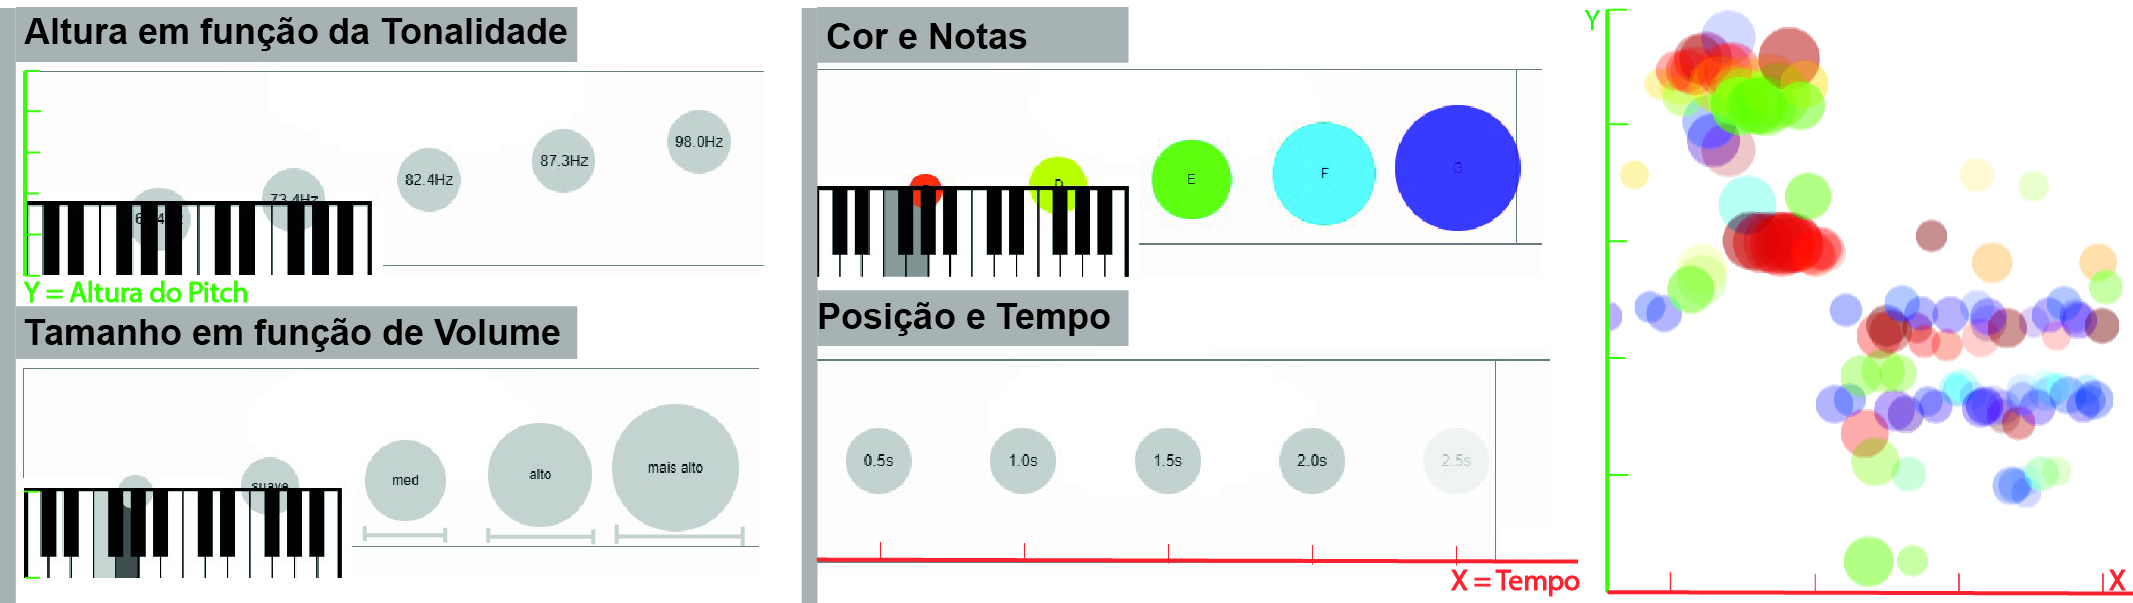 Altura em função da Tonalidade
73.4Hz
82.4Hz
87.3Hz
98.0Hz
Y = Altura do Pitch
Tamanho em função de Volume
suave
med
alto
mais alto
Cor e Notas
D
E
F
G
Posição e Tempo
0.5s
1.0s
1.5s
2.0s
2.5s
X = Tempo
Y
X